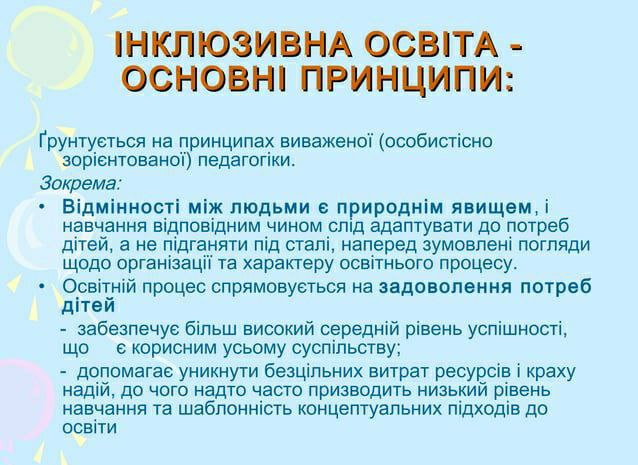 ІНКЛЮЗИВНА ОСВІТА -
ОСНОВНІ ПРИНЦИПИ:
Ґрунтується на принципах виваженої (особистісно
зорієнтованої) педагогіки.
Зокрема:
• Відмінності між людьми є природнім явищем, і
навчання відповідним чином слід адаптувати до потреб
дітей, а не підганяти під сталі, наперед зумовлені погляди
щодо організації та характеру освітнього процесу.
• Освітній процес спрямовується на задоволення потреб
дітей
- забезпечує більш високий середній рівень успішності,
що є корисним усьому суспільству;
- допомагає уникнути безцільних витрат ресурсів і краху
надій, до чого надто часто призводить низький рівень
навчання та шаблонність концептуальних підходів до
освіти